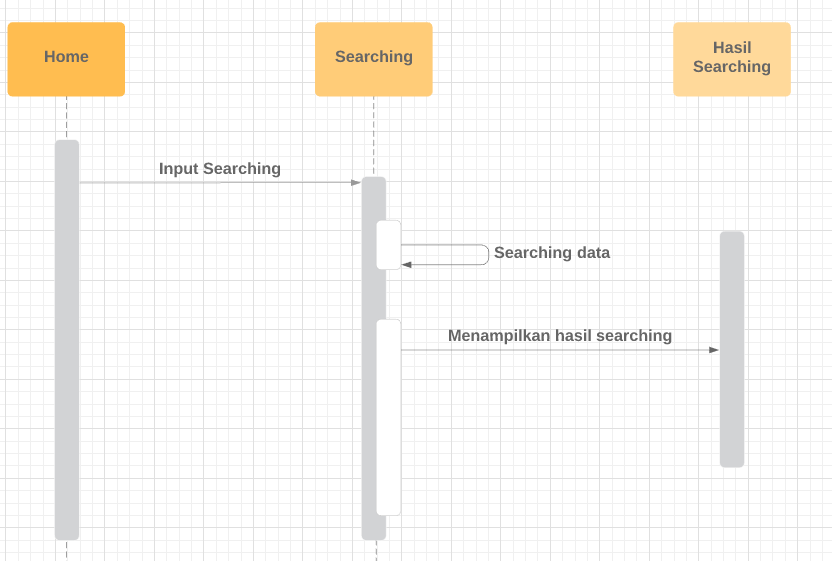 Home
Searching
Hasil
Searching
Input Searching
Searching data
Menampilkan hasil searching